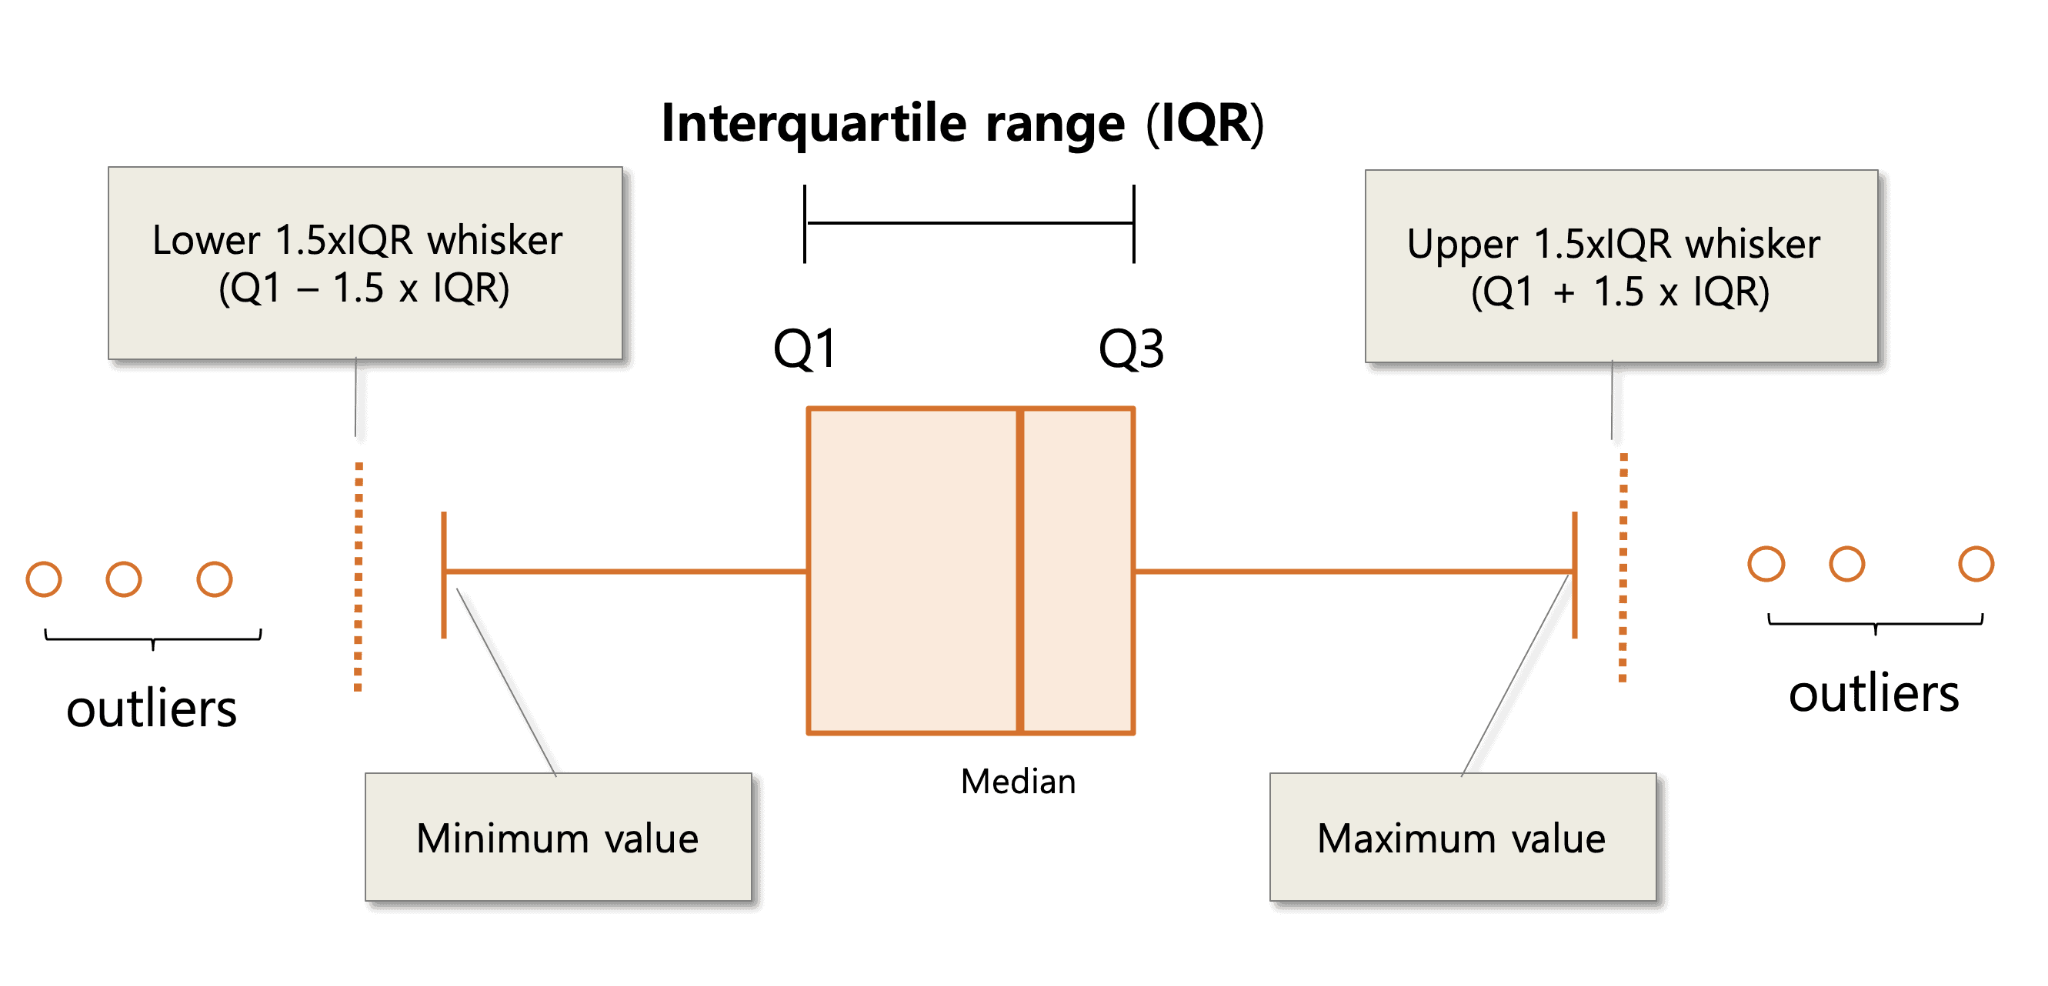 Interquartile range (IQR)
Lower 1.5xIQR whisker
(Q1 – 1.5 x IQR)
Upper 1.5xIQR whisker
(Q1 + 1.5 x IQR)
Q1
Q3
outliers
outliers
Median
Minimum value
Maximum value